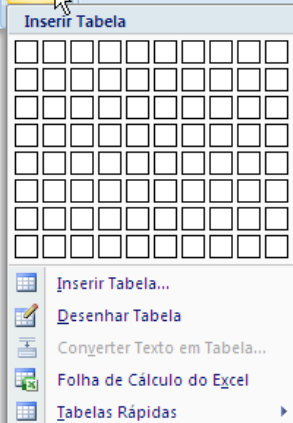 Inserir Tabela
Inserir Tabela...
Desenhar Tabela
Converter Texto em Tabela...
Folha de Cálculo do Excel
Tabelas Rápidas